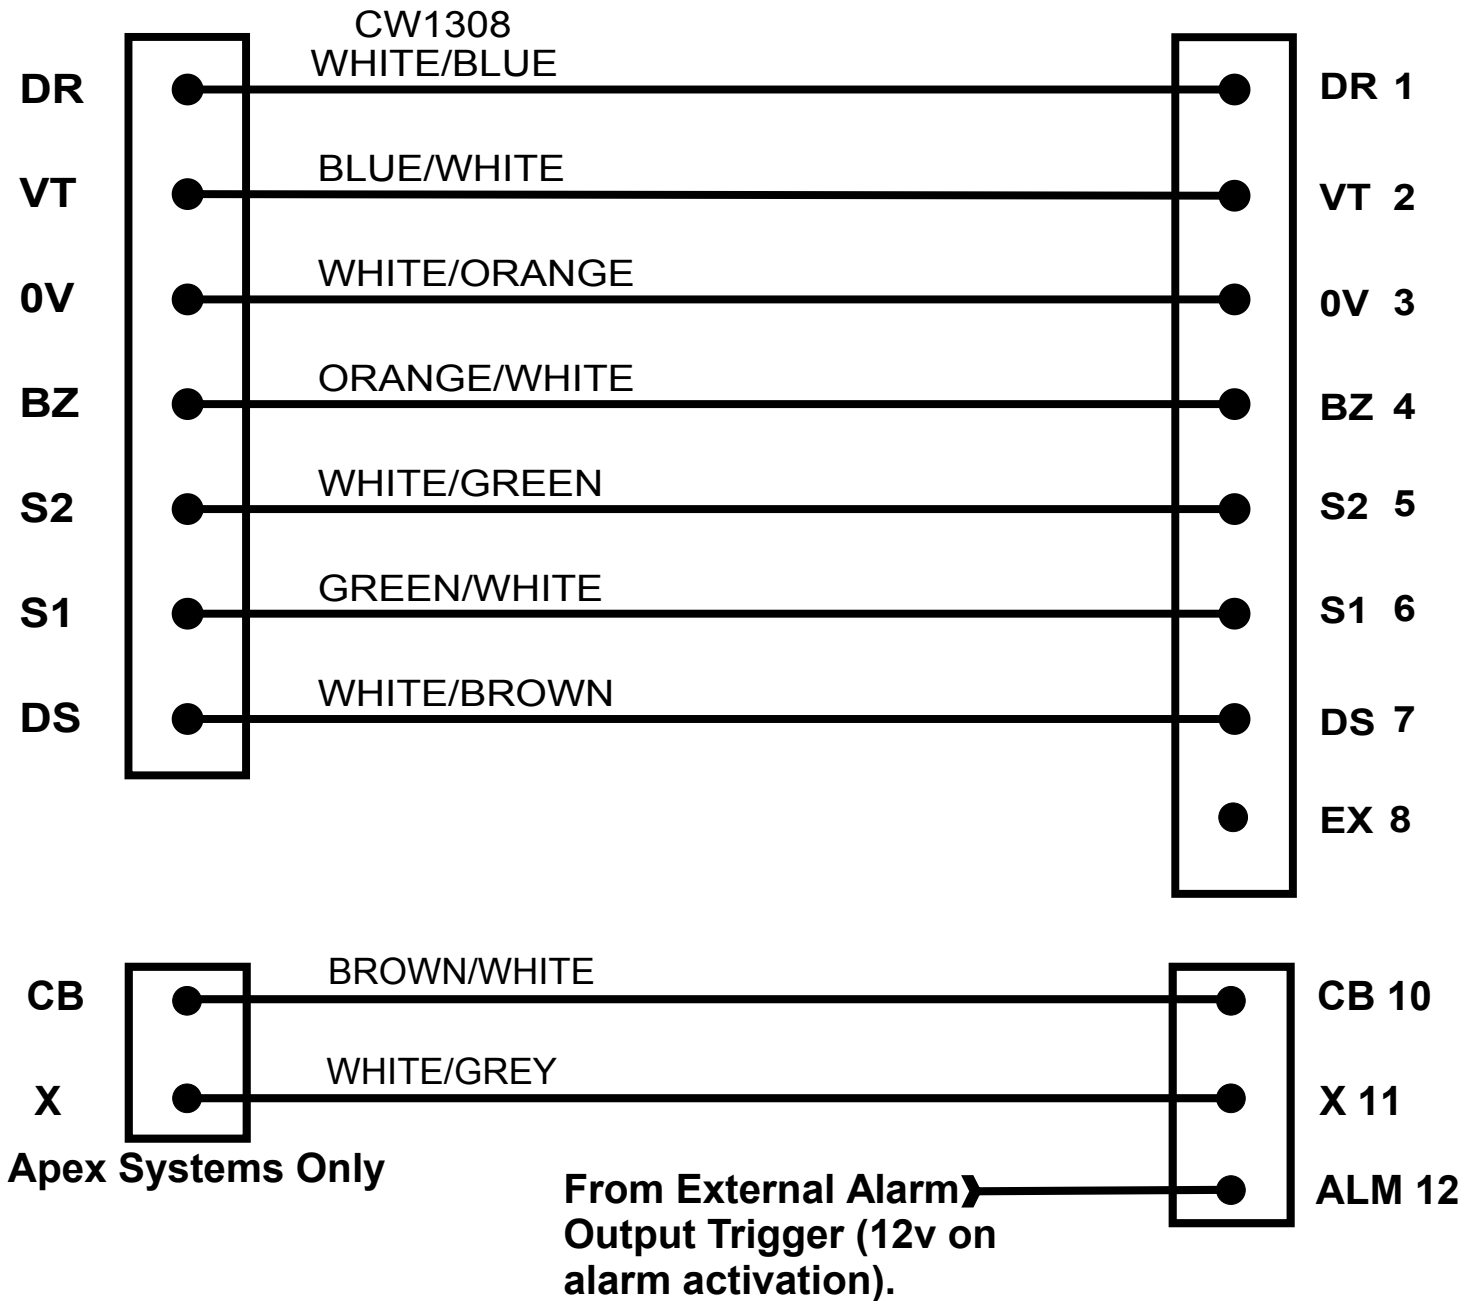 CW1308
WHITE/BLUE
DR
DR 1
BLUE/WHITE
VT
VT 2
WHITE/ORANGE
0V
0V 3
ORANGE/WHITE
BZ
BZ 4
WHITE/GREEN
S2
S2 5
GREEN/WHITE
S1
S1 6
WHITE/BROWN
DS
DS 7
EX 8
BROWN/WHITE
CB
CB 10
WHITE/GREY
X
X 11
Apex Systems Only
From External Alarm
Output Trigger (12v on
alarm activation).
ALM 12